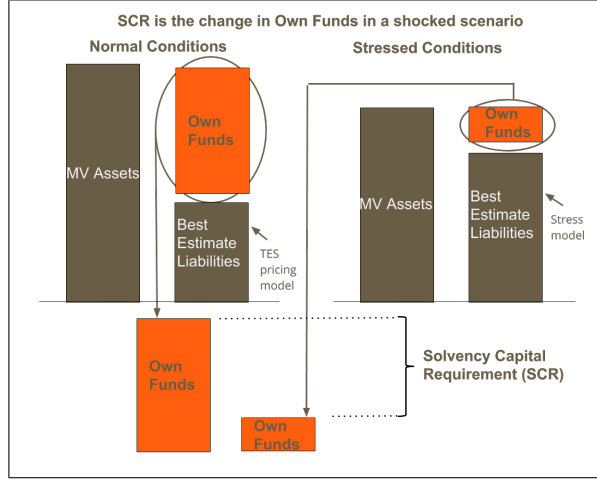 SCR is the change in Own Funds in a shocked scenario
Normal Conditions
Stressed Conditions
MV Assets
Own
Funds
Best
Estimate
Liabilities
TES
pricing
model
MV Assets
Own
Funds
Best
Estimate
Liabilities
Stress
model
Own
Funds
Own
Funds
Solvency Capital
Requirement (SCR)